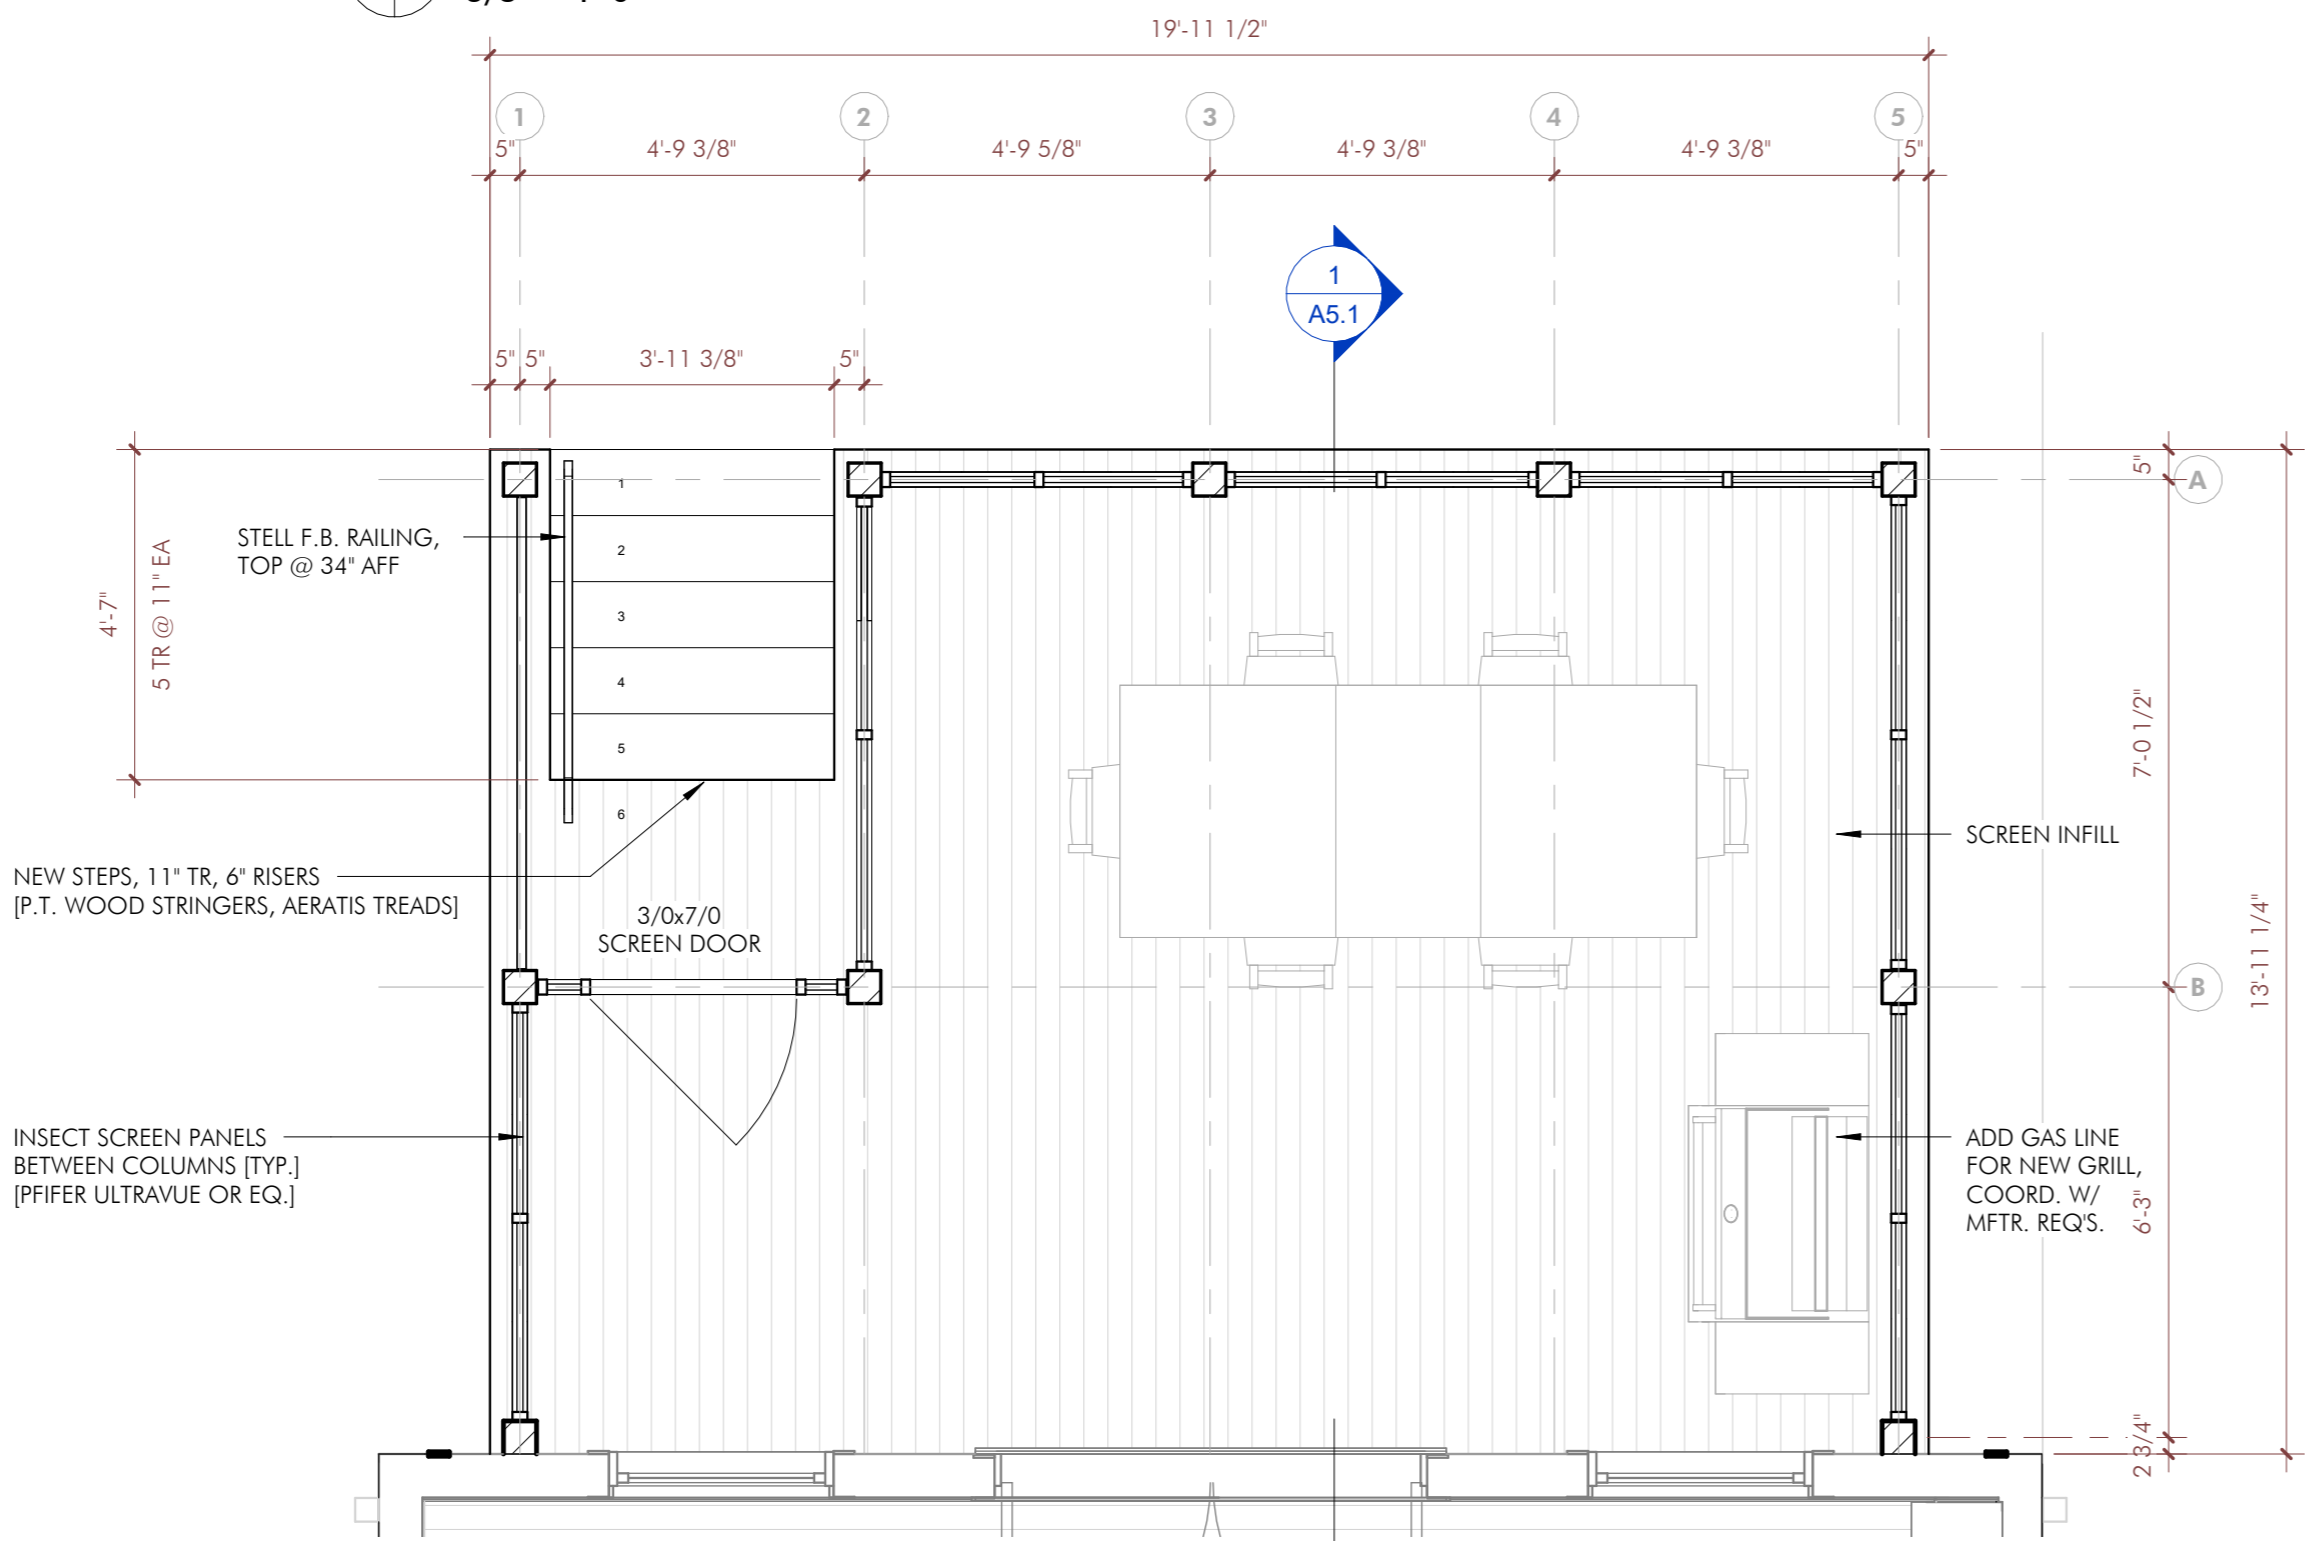 19'-11 1/2"
1
2
3
4
5
5"
4'-9 3/8"
4'-9 5/8"
4'-9 3/8"
4'-9 3/8"
5"
1
A5.1
5"
5"
3'-11 3/8"
5"
5"
A
1
STELL F.B. RAILING,
TOP @ 34" AFF
2
4'-7"
5 TR @ 11" EA
3
4
5
6
7'-0 1/2"
SCREEN INFILL
NEW STEPS, 11" TR, 6" RISERS
[P.T. WOOD STRINGERS, AERATIS TREADS]
3/0x7/0
SCREEN DOOR
13'-11 1/4"
B
INSECT SCREEN PANELS
BETWEEN COLUMNS [TYP.]
[PFIFER ULTRAVUE OR EQ.]
ADD GAS LINE
FOR NEW GRILL,
COORD. W/
MFTR. REQ'S.
6'-3"
2 3/4"